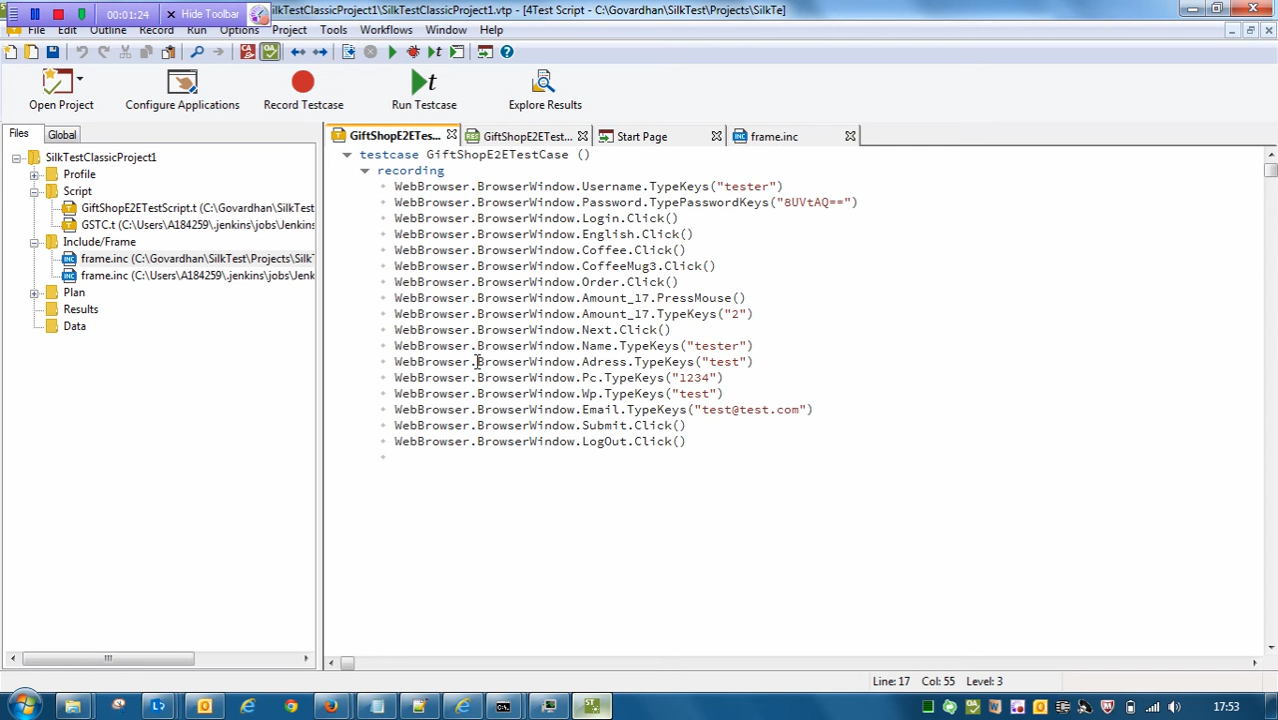 00:01:24
Hide Toolbar
SilkTestClassicProject1\SilkTestClassicProject1.vtp - [4Test Script - C:\Govardhan\SilkTest\Projects\SilkTe]
File Edit Outline Record Run Options Project Tools Workflows Window Help
Open Project
Configure Applications
Record Testcase
Run Testcase
Explore Results
Files
Global
GiftShopE2ETes...
GiftShopE2ETest...
Start Page
frame.inc
SilkTestClassicProject1
Profile
Script
GiftShopE2ETestScript.t (C:\Govardhan\SilkTest
GSTC.t (C:\Users\A184259\.jenkins\jobs\Jenkins
Include/Frame
frame.inc (C:\Govardhan\SilkTest\Projects\SilkT
frame.inc (C:\Users\A184259\.jenkins\jobs\Jenk
Plan
Results
Data
testcase GiftShopE2ETestCase ()
recording
WebBrowser.BrowserWindow.Username.TypeKeys("tester")
WebBrowser.BrowserWindow.Password.TypePasswordKeys("8UVtAQ==")
WebBrowser.BrowserWindow.Login.Click()
WebBrowser.BrowserWindow.English.Click()
WebBrowser.BrowserWindow.Coffee.Click()
WebBrowser.BrowserWindow.CoffeeMug3.Click()
WebBrowser.BrowserWindow.Order.Click()
WebBrowser.BrowserWindow.Amount_17.PressMouse()
WebBrowser.BrowserWindow.Amount_17.TypeKeys("2")
WebBrowser.BrowserWindow.Next.Click()
WebBrowser.BrowserWindow.Name.TypeKeys("tester")
WebBrowser.BrowserWindow.Adress.TypeKeys("test")
WebBrowser.BrowserWindow.Pc.TypeKeys("1234")
WebBrowser.BrowserWindow.Wp.TypeKeys("test")
WebBrowser.BrowserWindow.Email.TypeKeys("test@test.com")
WebBrowser.BrowserWindow.Submit.Click()
WebBrowser.BrowserWindow.LogOut.Click()
Line: 17 Col: 55 Level: 3
17:53